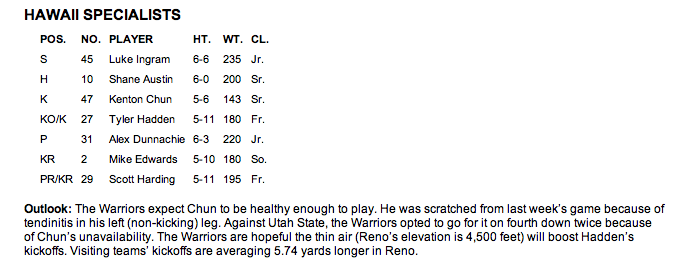 HAWAII SPECIALISTS
POS. NO. PLAYER HT. WT. CL.
S 45 Luke Ingram 6-6 235 Jr.
H 10 Shane Austin 6-0 200 Sr.
K 47 Kenton Chun 5-6 143 Sr.
KO/K 27 Tyler Hadden 5-11 180 Fr.
P 31 Alex Dunnachie 6-3 220 Jr.
KR 2 Mike Edwards 5-10 180 So.
PR/KR 29 Scott Harding 5-11 195 Fr.
Outlook: The Warriors expect Chun to be healthy enough to play. He was scratched from last week's game because of
tendinitis in his left (non-kicking) leg. Against Utah State, the Warriors opted to go for it on fourth down twice because
of Chun's unavailability. The Warriors are hopeful the thin air (Reno's elevation is 4,500 feet) will boost Hadden's
kickoffs. Visiting teams' kickoffs are averaging 5.74 yards longer in Reno.